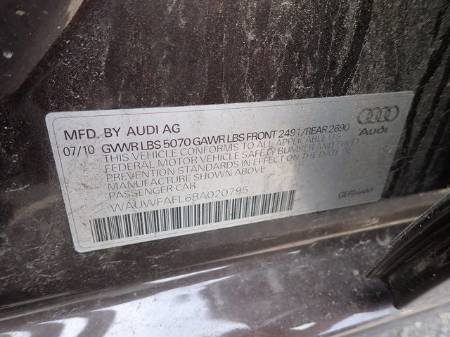 MFD. BY AUDI AG
07/10 GVWR LBS 5070 GAWR LBS FRONT 2491/REAR 2690
THIS VEHICLE CONFORMS TO ALL APPLICABLE
FEDERAL MOTOR VEHICLE SAFETY BUMPER AND THEFT
PREVENTION STANDARDS IN EFFECT ON THE DATE OF
MANUFACTURE SHOWN ABOVE
PASSENGER CAR
WAUWFAFL6BA020795
Audi